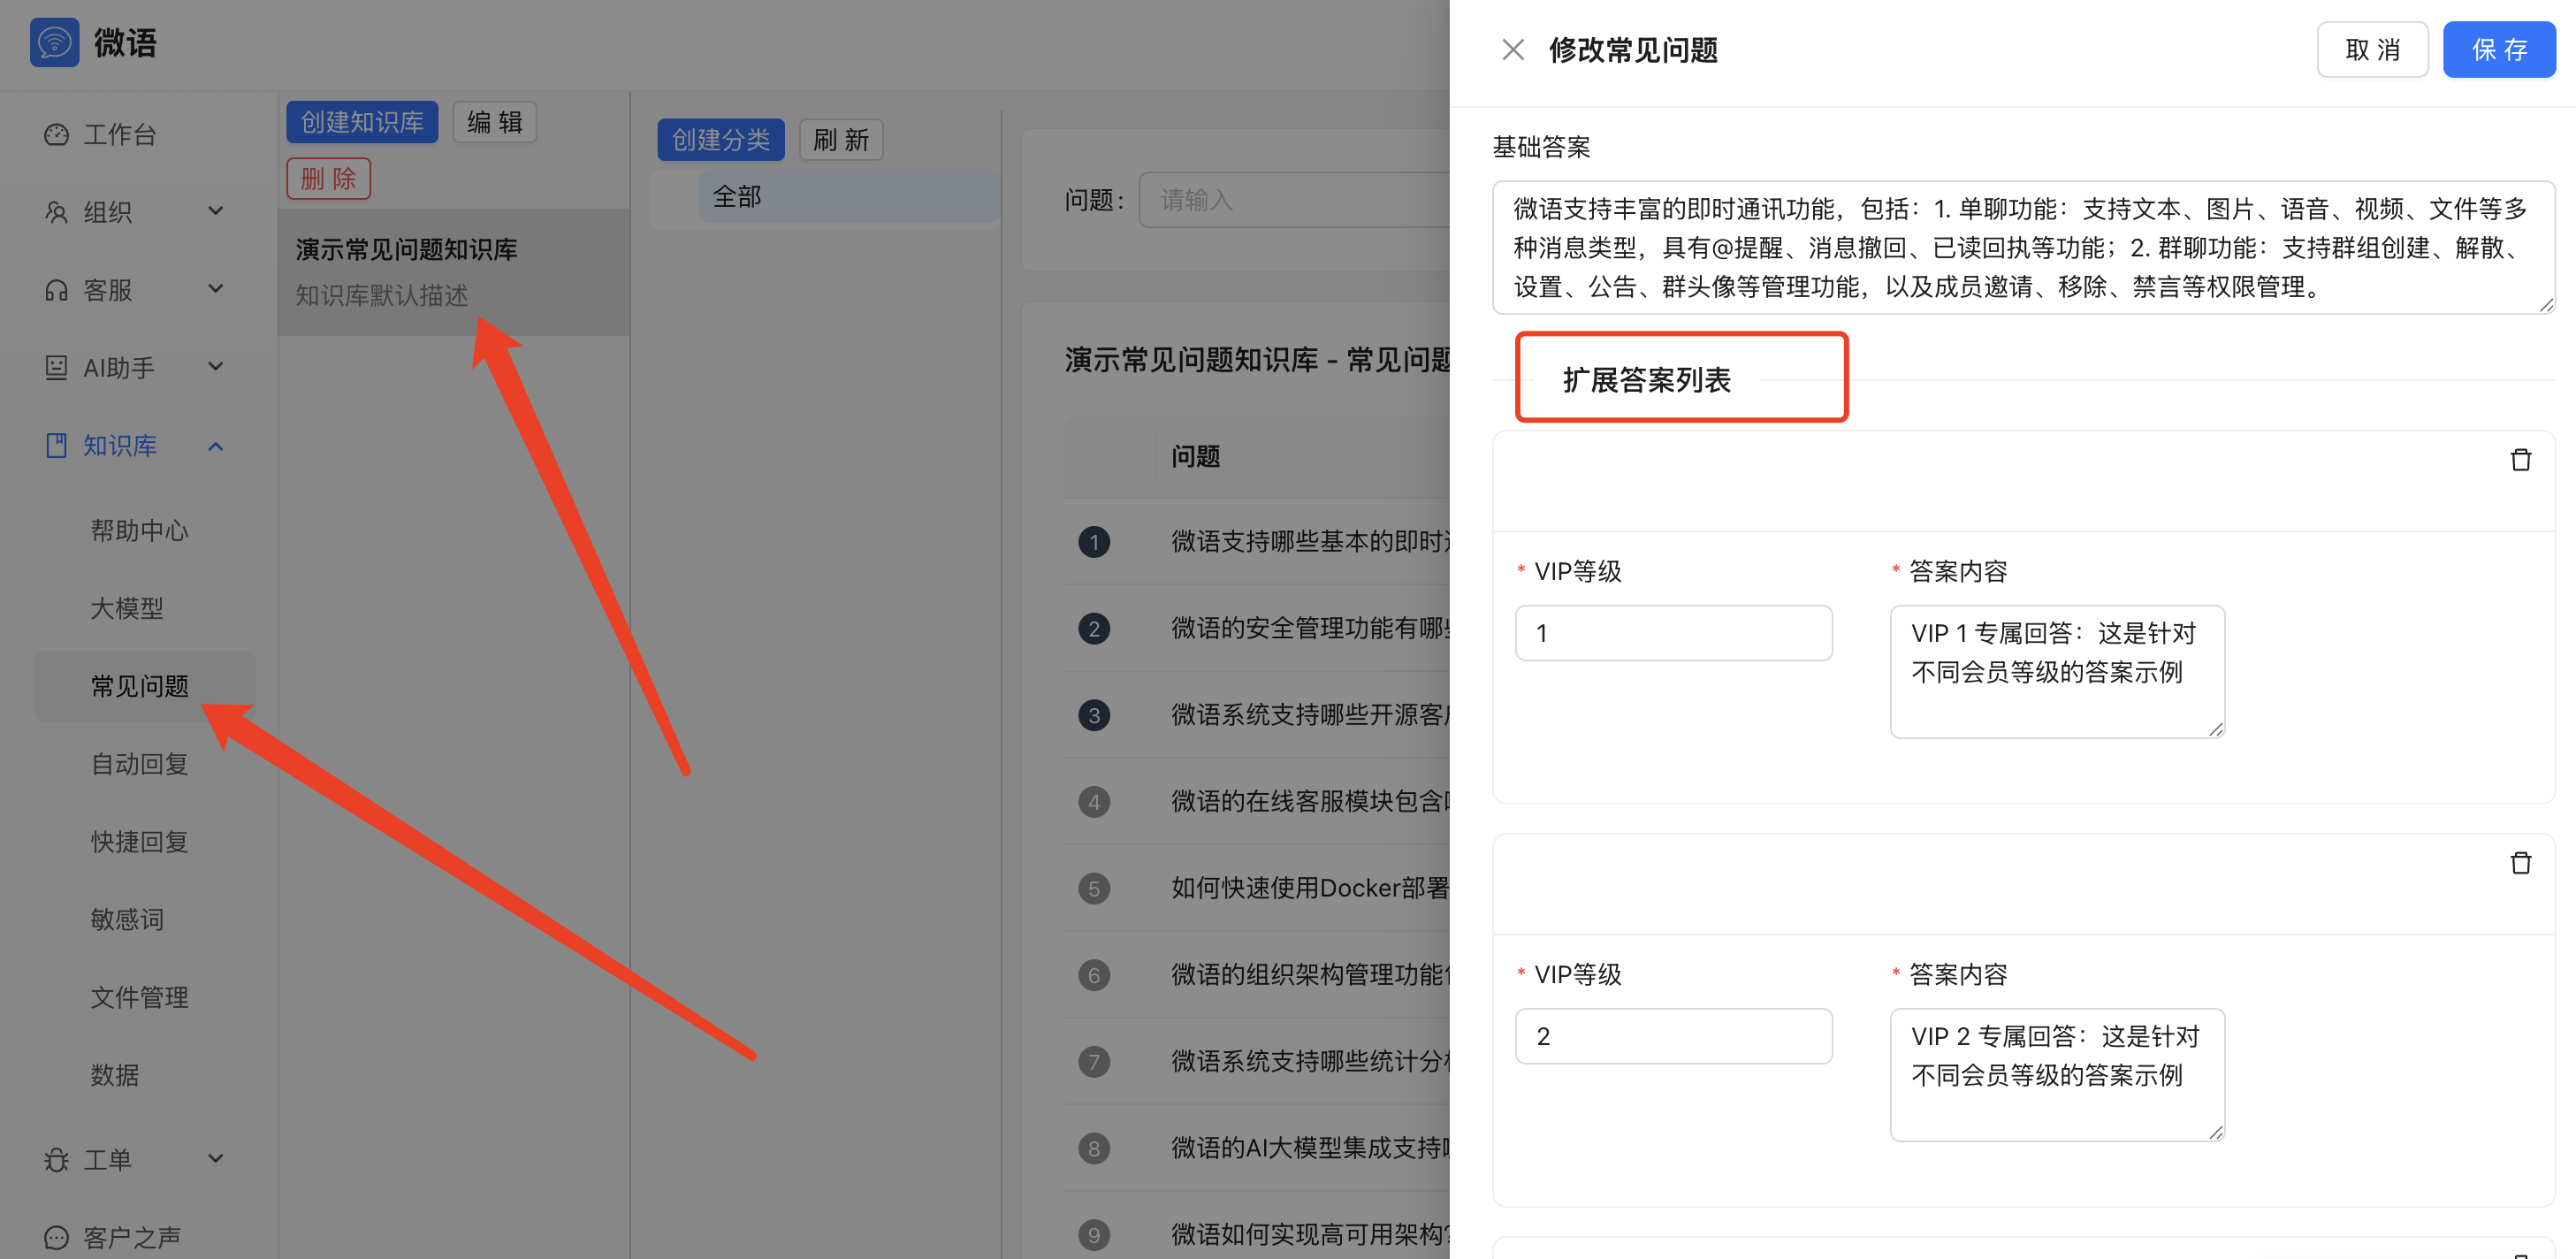 微语
工作台
组织
客服
AI助手
知识库
帮助中心
大模型
常见问题
自动回复
快捷回复
敏感词
文件管理
数据
工单
客户之声
创建知识库
编 辑
删 除
演示常见问题知识库
知识库默认描述
创建分类
刷 新
全部
问题：
请输入
演示常见问题知识库 - 常见问题
问题
1 微语支持哪些基本的即时
2 微语的安全管理功能有哪
3 微语系统支持哪些开源客
4 微语的在线客服模块包含
5 如何快速使用Docker部署
6 微语的组织架构管理功能
7 微语系统支持哪些统计分
8 微语的AI大模型集成支持
9 微语如何实现高可用架构?
修改常见问题
取 消
保 存
基础答案
微语支持丰富的即时通讯功能，包括：1. 单聊功能：支持文本、图片、语音、视频、文件等多
种消息类型，具有@提醒、消息撤回、已读回执等功能；2. 群聊功能：支持群组创建、解散、
设置、公告、群头像等管理功能，以及成员邀请、移除、禁言等权限管理。
扩展答案列表
* VIP等级
1
* 答案内容
VIP 1 专属回答：这是针对
不同会员等级的答案示例
* VIP等级
2
* 答案内容
VIP 2 专属回答：这是针对
不同会员等级的答案示例